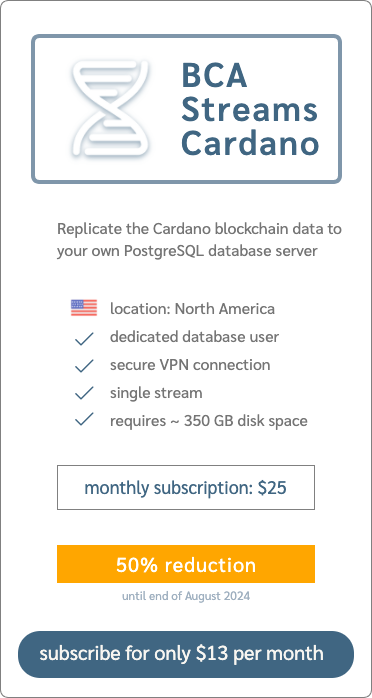 BCA
Streams
Cardano
Replicate the Cardano blockchain data to
your own PostgreSQL database server
location: North America
dedicated database user
secure VPN connection
single stream
requires ~ 350 GB disk space
monthly subscription: $25
50% reduction
until end of August 2024
subscribe for only $13 per month